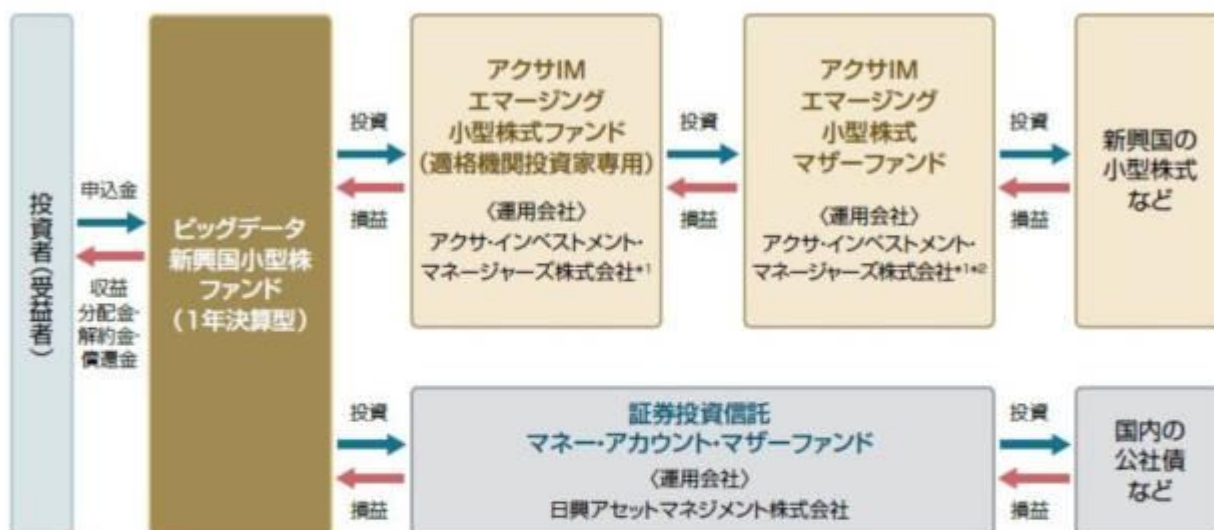 投資者(受益者)
申込金
収益
分配金・
解約金・
償還金
ビッグデータ
新興国小型株
ファンド
(1年決算型)
投資
損益
アクサIM
エマージング
小型株式ファンド
(適格機関投資家専用)
〈運用会社〉
アクサ・インベストメント・
マネージャーズ株式会社*1
投資
損益
アクサIM
エマージング
小型株式
マザーファンド
〈運用会社〉
アクサ・インベストメント・
マネージャーズ株式会社*1*2
投資
損益
新興国の
小型株式
など
投資
損益
証券投資信託
マネー・アカウント・マザーファンド
〈運用会社〉
日興アセットマネジメント株式会社
投資
損益
国内の
公社債
など